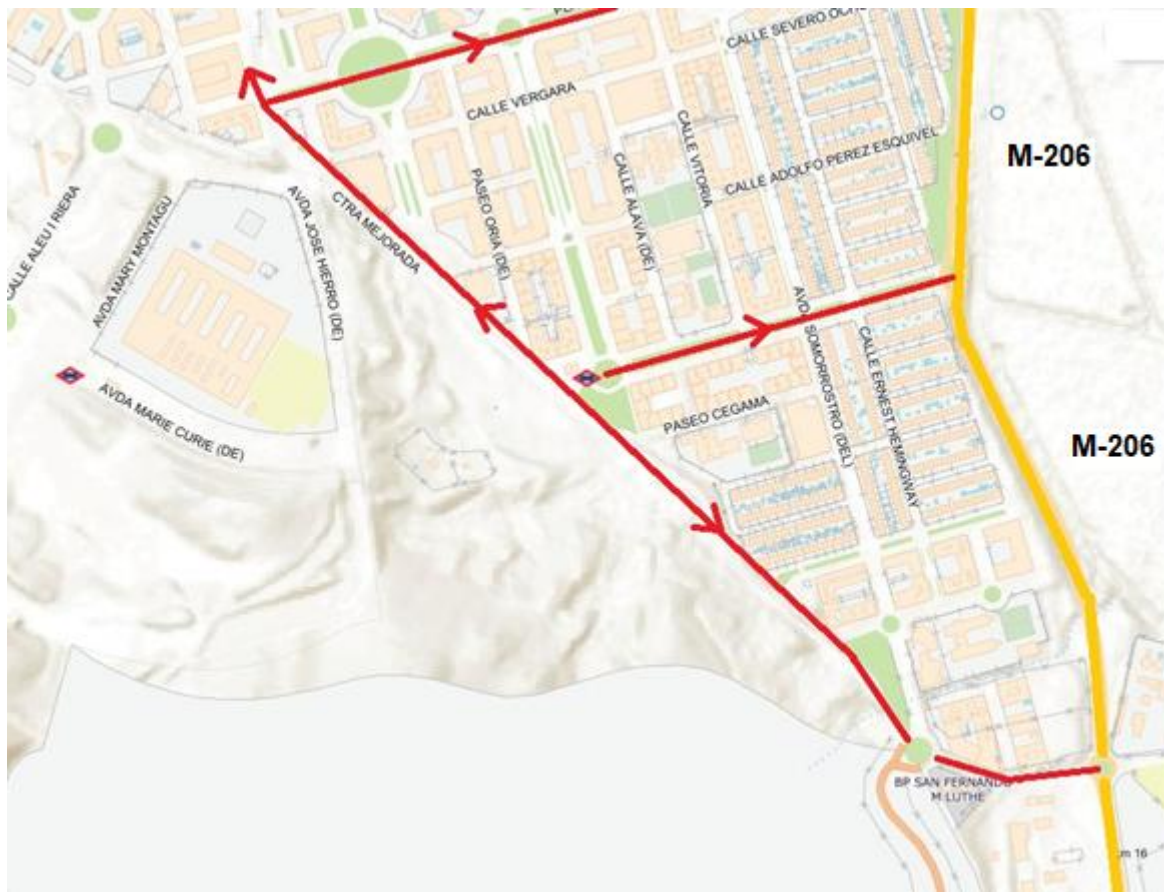 CALLE SEVERO OCHO
CALLE VERGARA
M-206
CALLE VITORIA
CALLE ADOLFO PEREZ ESQUIVEL
CALLE ALEU I RIERA
AVDA MARY MONTAGU
AVDA JOSE HIERRO (DE)
CTRA MEJORADA
PASEO ORIA (DE)
CALLE ALAVA (DE)
AVDA SOMORROSTRO (DEL)
CALLE ERNEST HEMINGWAY
AVDA MARIE CURIE (DE)
PASEO CEGAMA
M-206
BP SAN FERNANDO
M LUTHE
m 16